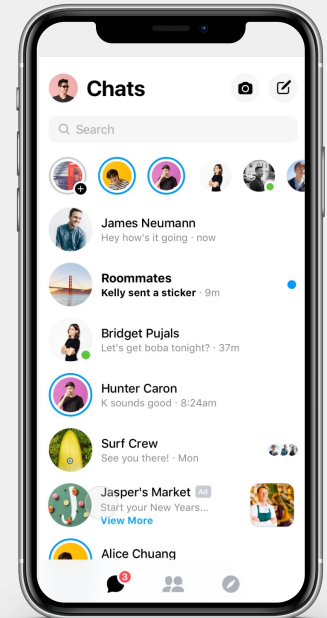 Chats
Search
James Neumann
Hey how's it going · now
Roommates
Kelly sent a sticker · 9m
Bridget Pujals
Let's get boba tonight? · 37m
Hunter Caron
K sounds good · 8:24am
Surf Crew
See you there! · Mon
Jasper's Market Ad
Start your New Years...
View More
Alice Chuang
3